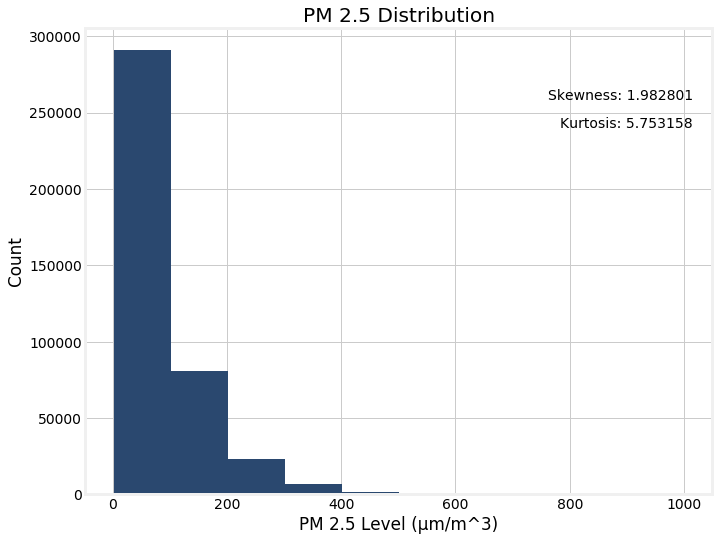 PM 2.5 Distribution
300000
250000
200000
150000
100000
50000
0
Count
Skewness: 1.982801
Kurtosis: 5.753158
0 200 400 600 800 1000
PM 2.5 Level (μm/m^3)